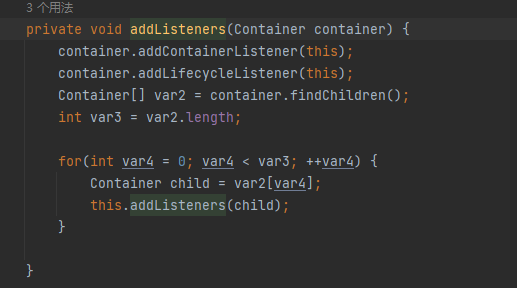 3 个用法
private void addListeners(Container container) {
    container.addContainerListener(this);
    container.addLifecycleListener(this);
    Container[] var2 = container.findChildren();
    int var3 = var2.length;

    for(int var4 = 0; var4 < var3; ++var4) {
        Container child = var2[var4];
        this.addListeners(child);
    }

}